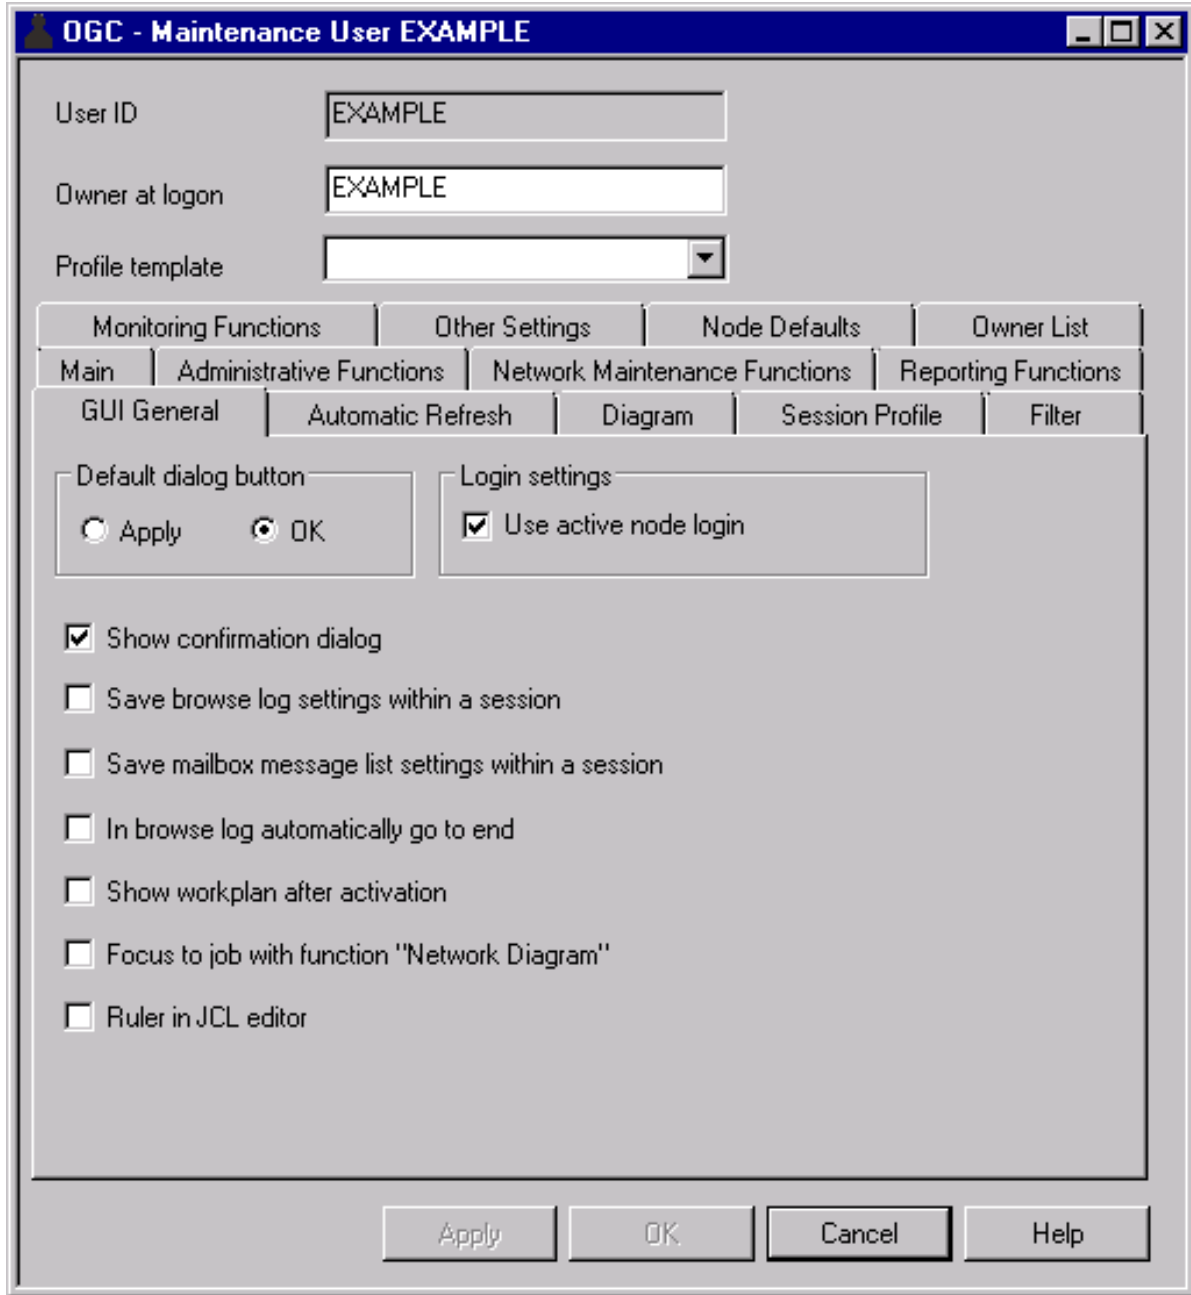 OGC - Maintenance User EXAMPLE
User ID EXAMPLE
Owner at logon EXAMPLE
Profile template
Monitoring Functions Other Settings Node Defaults Owner List
Main Administrative Functions Network Maintenance Functions Reporting Functions
GUI General Automatic Refresh Diagram Session Profile Filter
Default dialog button Login settings
Apply OK Use active node login
Show confirmation dialog
Save browse log settings within a session
Save mailbox message list settings within a session
In browse log automatically go to end
Show workplan after activation
Focus to job with function "Network Diagram"
Ruler in JCL editor
Apply OK Cancel Help